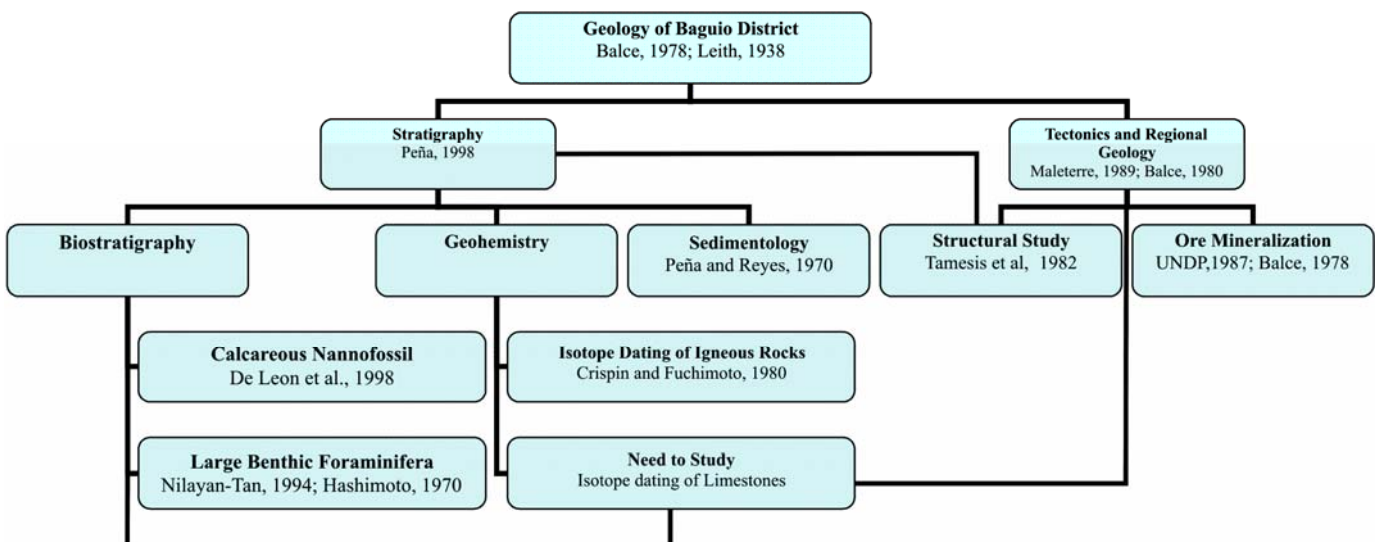 Geology of Baguio District
Balce, 1978; Leith, 1938
Stratigraphy
Peña, 1998
Tectonics and Regional
Geology
Maleterre, 1989; Balce, 1980
Biostratigraphy
Geohemistry
Sedimentology
Peña and Reyes, 1970
Structural Study
Tamesis et al, 1982
Ore Mineralization
UNDP,1987; Balce, 1978
Calcareous Nannofossil
De Leon et al., 1998
Isotope Dating of Igneous Rocks
Crispin and Fuchimoto, 1980
Large Benthic Foraminifera
Nilayan-Tan, 1994; Hashimoto, 1970
Need to Study
Isotope dating of Limestones